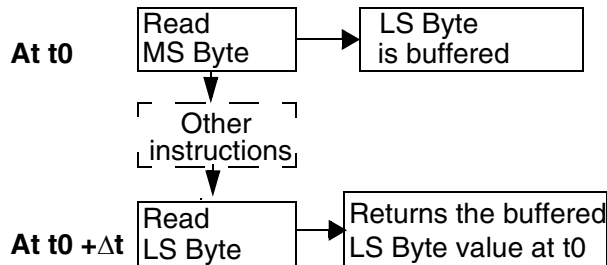 At t0
Read
MS Byte
LS Byte
is buffered
Other
instructions
At t0 +Δt
Read
LS Byte
Returns the buffered
LS Byte value at t0